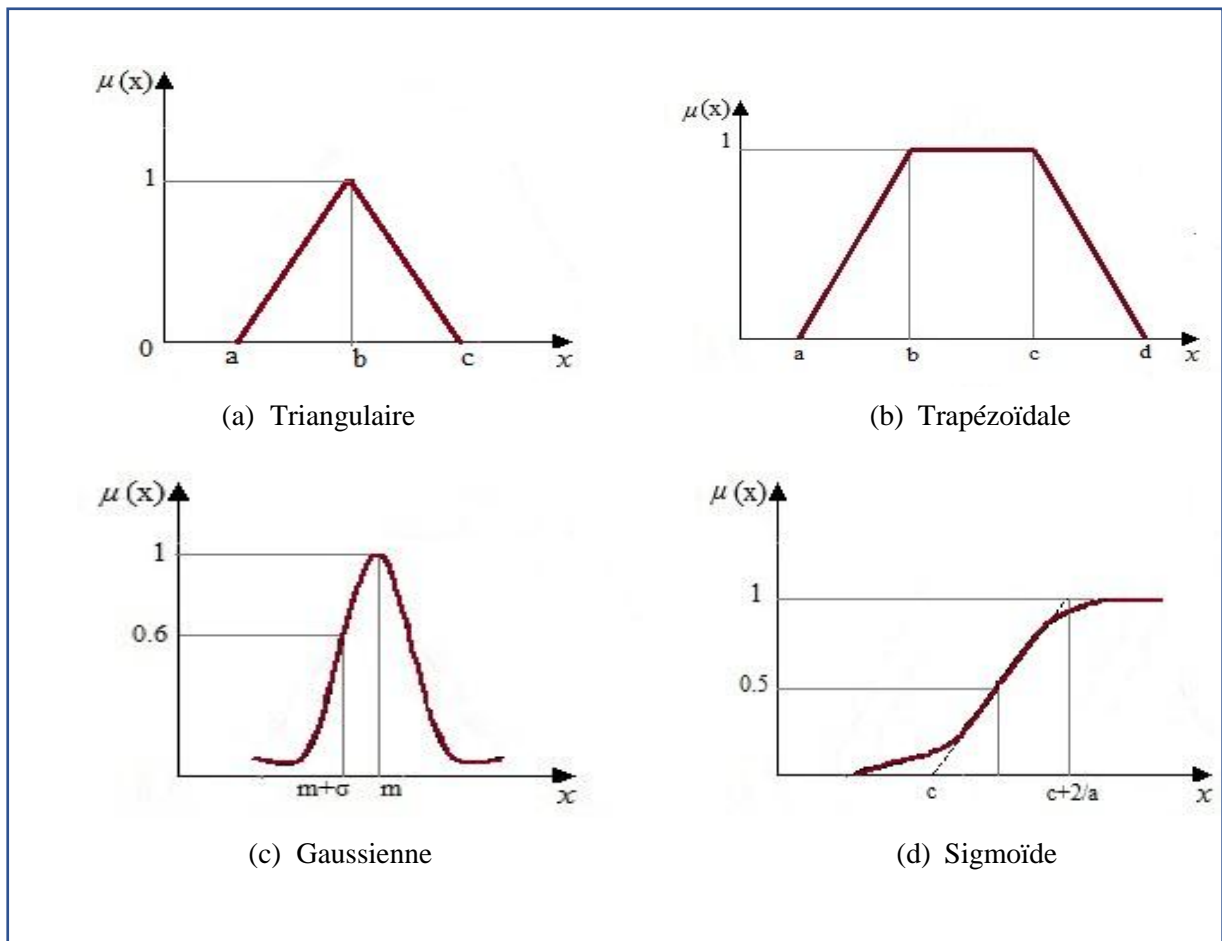 μ(x)
1
0
a
b
c
x
(a) Triangulaire
μ(x)
1
a
b
c
d
x
(b) Trapézoïdale
μ(x)
1
0.6
m+σ
m
x
(c) Gaussienne
μ(x)
1
0.5
c
c+2/a
x
(d) Sigmoïde